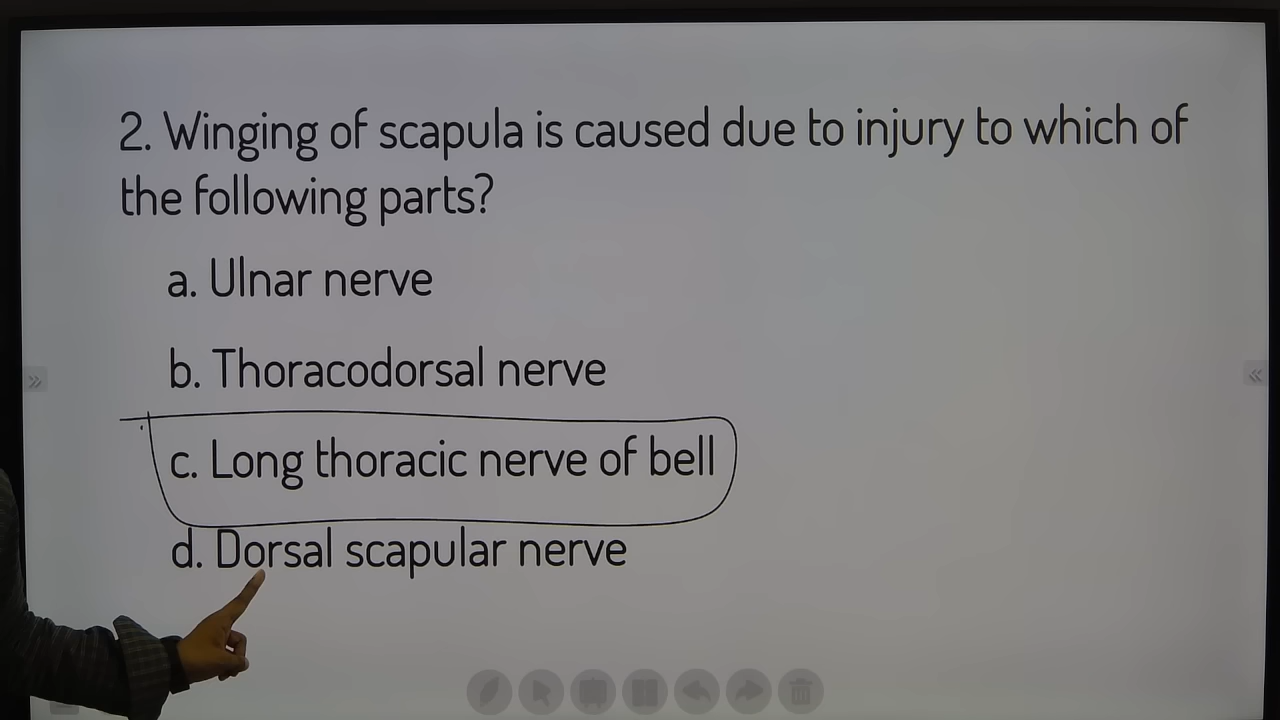 2. Winging of scapula is caused due to injury to which of
the following parts?
a. Ulnar nerve
b. Thoracodorsal nerve
c. Long thoracic nerve of bell
d. Dorsal scapular nerve